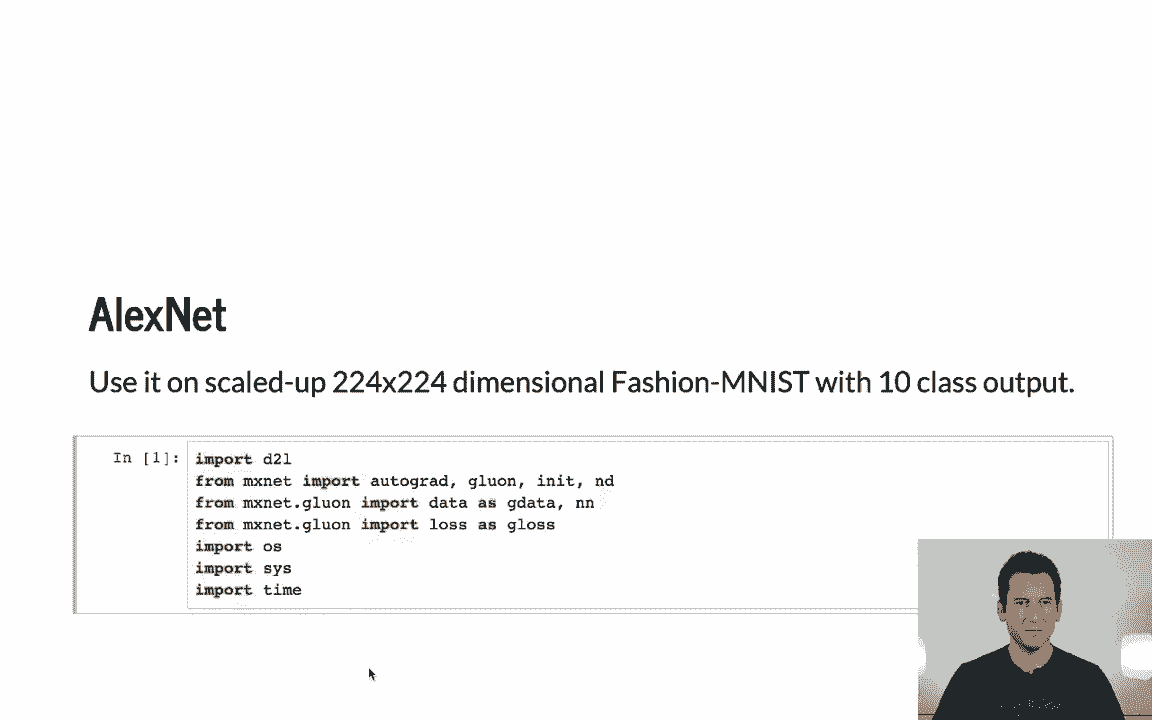 AlexNet
Use it on scaled-up 224x224 dimensional Fashion-MNIST with 10 class output.
In [1]: import d2l
from mxnet import autograd, gluon, init, nd
from mxnet.gluon import data as gdata, nn
from mxnet.gluon import loss as gloss
import os
import sys
import time